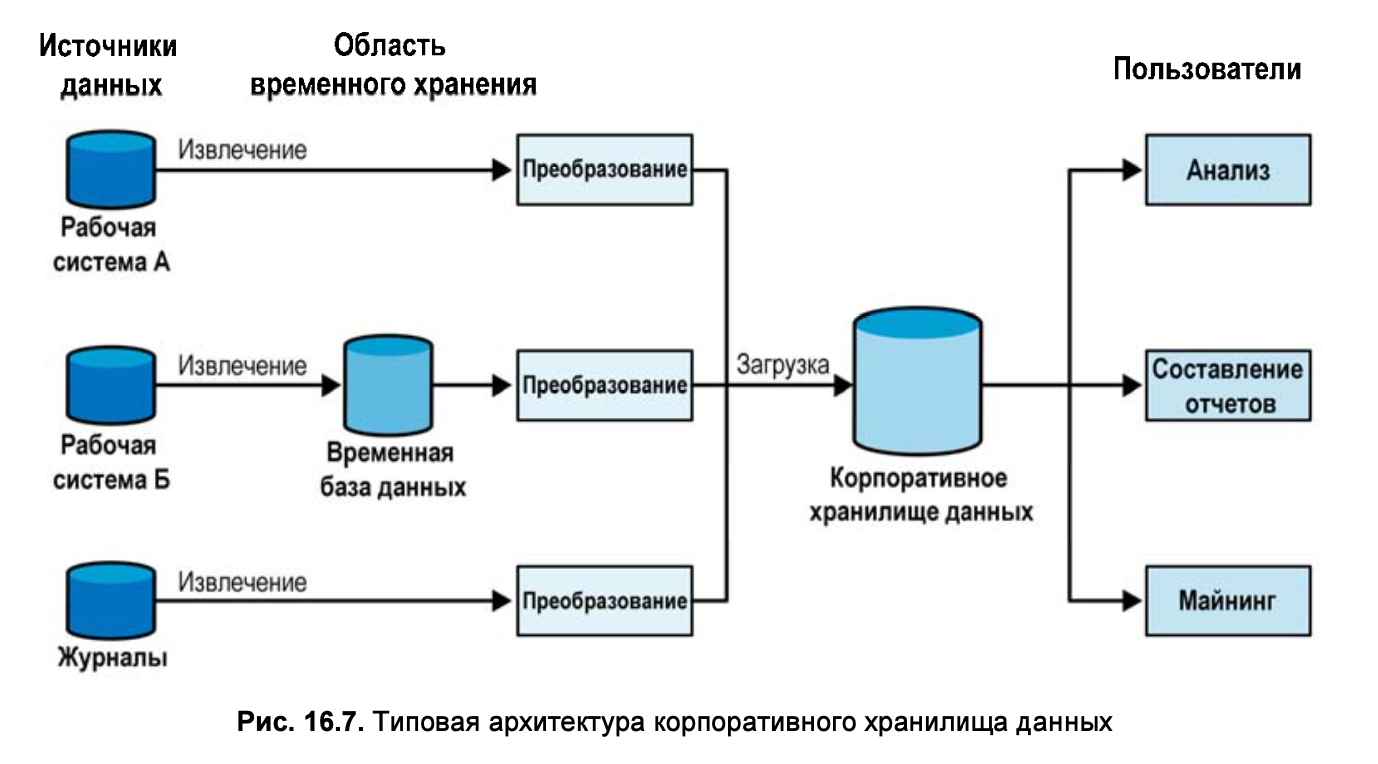 Источники
данных
Область
временного хранения
Пользователи
Извлечение
Преобразование
Анализ
Рабочая
система А
Извлечение
Преобразование
Загрузка
Составление
отчетов
Рабочая
система Б
Временная
база данных
Корпоративное
хранилище данных
Извлечение
Преобразование
Майнинг
Журналы
Рис. 16.7. Типовая архитектура корпоративного хранилища данных